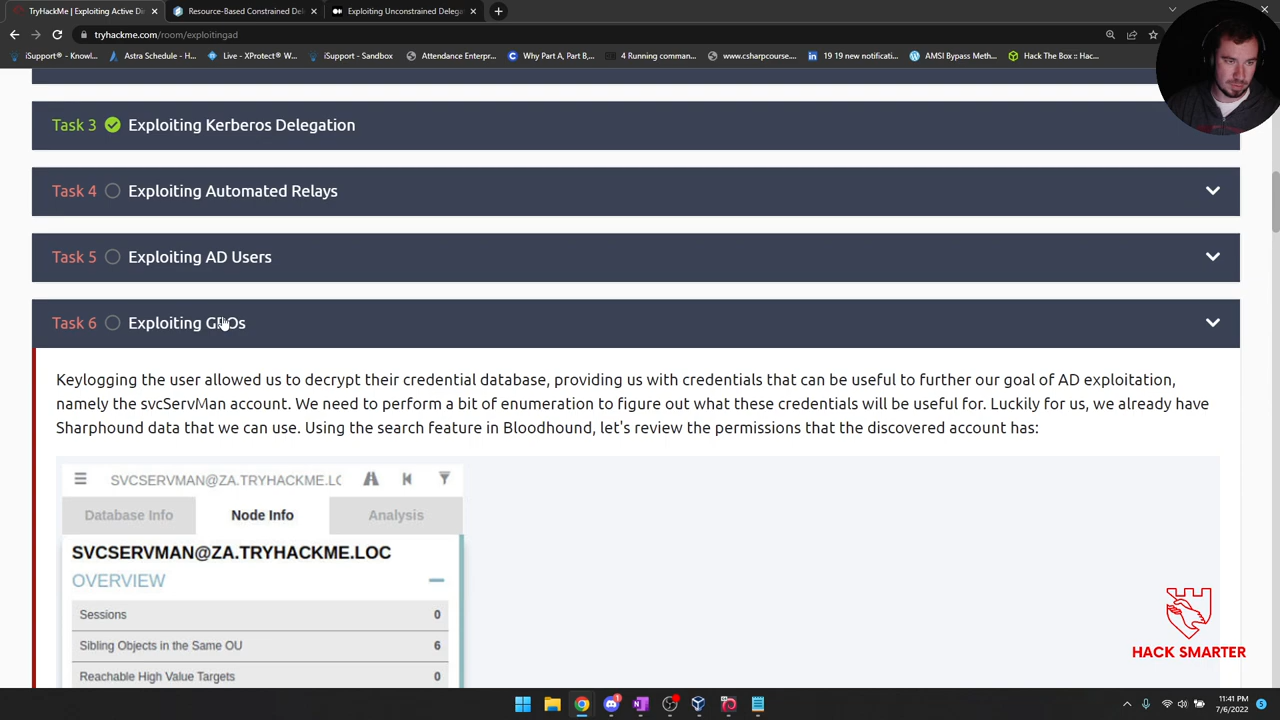 TryHackMe | Exploiting Active Di
Resource-Based Constrained Del
Exploiting Unconstrained Delegat
tryhackme.com/room/exploitingad
iSupport® - Knowl...
Astra Schedule - H...
Live - XProtect® W...
iSupport - Sandbox
Attendance Enterpr...
Why Part A, Part B,...
4 Running comman...
www.csharpcourse....
19 19 new notificati...
AMSI Bypass Meth...
Hack The Box :: Hac...
Task 3 Exploiting Kerberos Delegation
Task 4 Exploiting Automated Relays
Task 5 Exploiting AD Users
Task 6 Exploiting GPOs
Keylogging the user allowed us to decrypt their credential database, providing us with credentials that can be useful to further our goal of AD exploitation,
namely the svcServMan account. We need to perform a bit of enumeration to figure out what these credentials will be useful for. Luckily for us, we already have
Sharphound data that we can use. Using the search feature in Bloodhound, let's review the permissions that the discovered account has:
SVCSERVMAN@ZA.TRYHACKME.LO
Database Info
Node Info
Analysis
SVCSERVMAN@ZA.TRYHACKME.LOC
OVERVIEW
Sessions 0
Sibling Objects in the Same OU 6
Reachable High Value Targets 0
HACK SMARTER
11:41 PM
7/6/2022